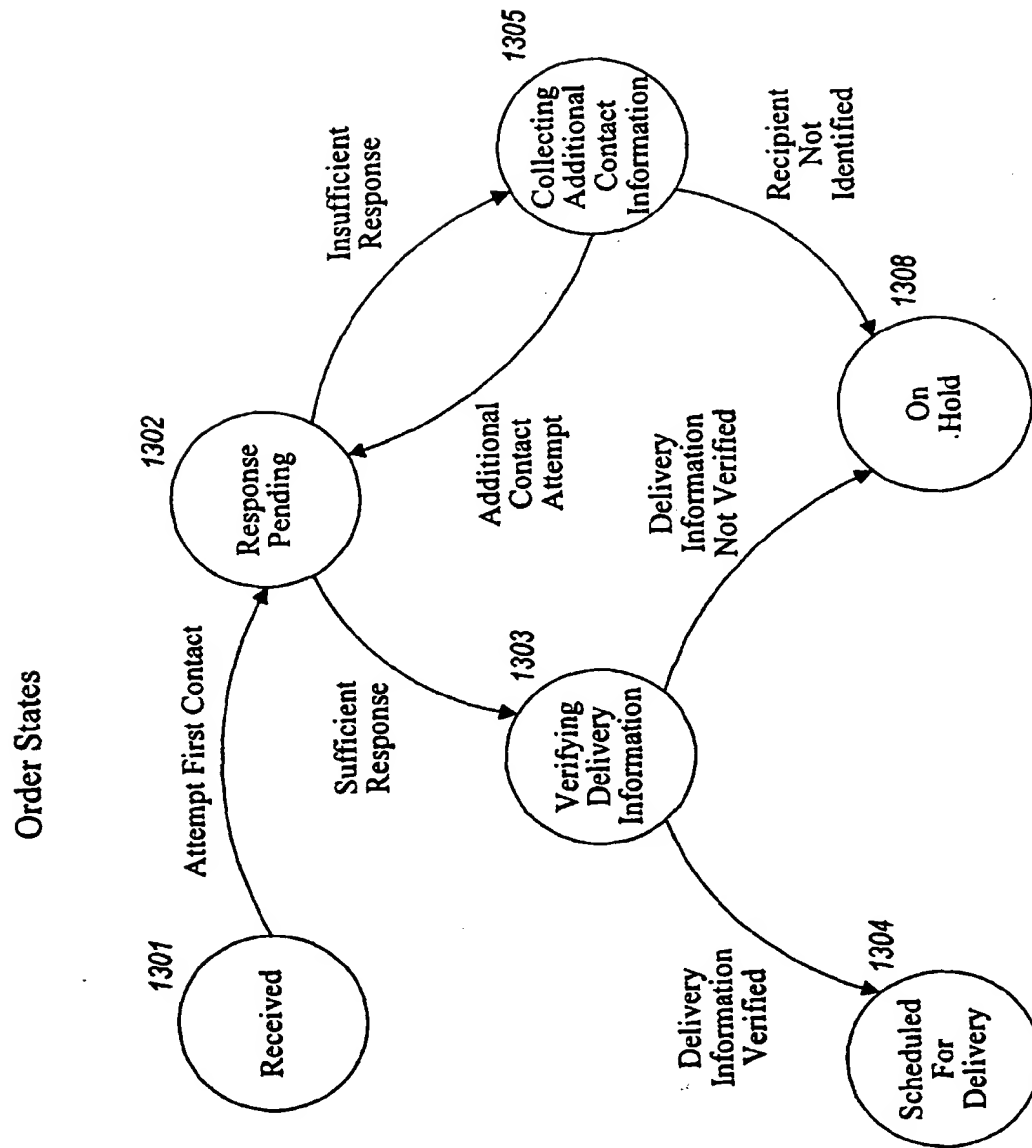 Order States
1301
Received
Attempt First Contact
1302
Response
Pending
Insufficient
Response
1305
Collecting
Additional
Contact
Information
Additional
Contact
Attempt
Sufficient
Response
1303
Verifying
Delivery
Information
Recipient
Not
Identified
Delivery
Information
Not Verified
1308
On
.Hold
Delivery
Information
Verified
1304
Scheduled
For
Delivery